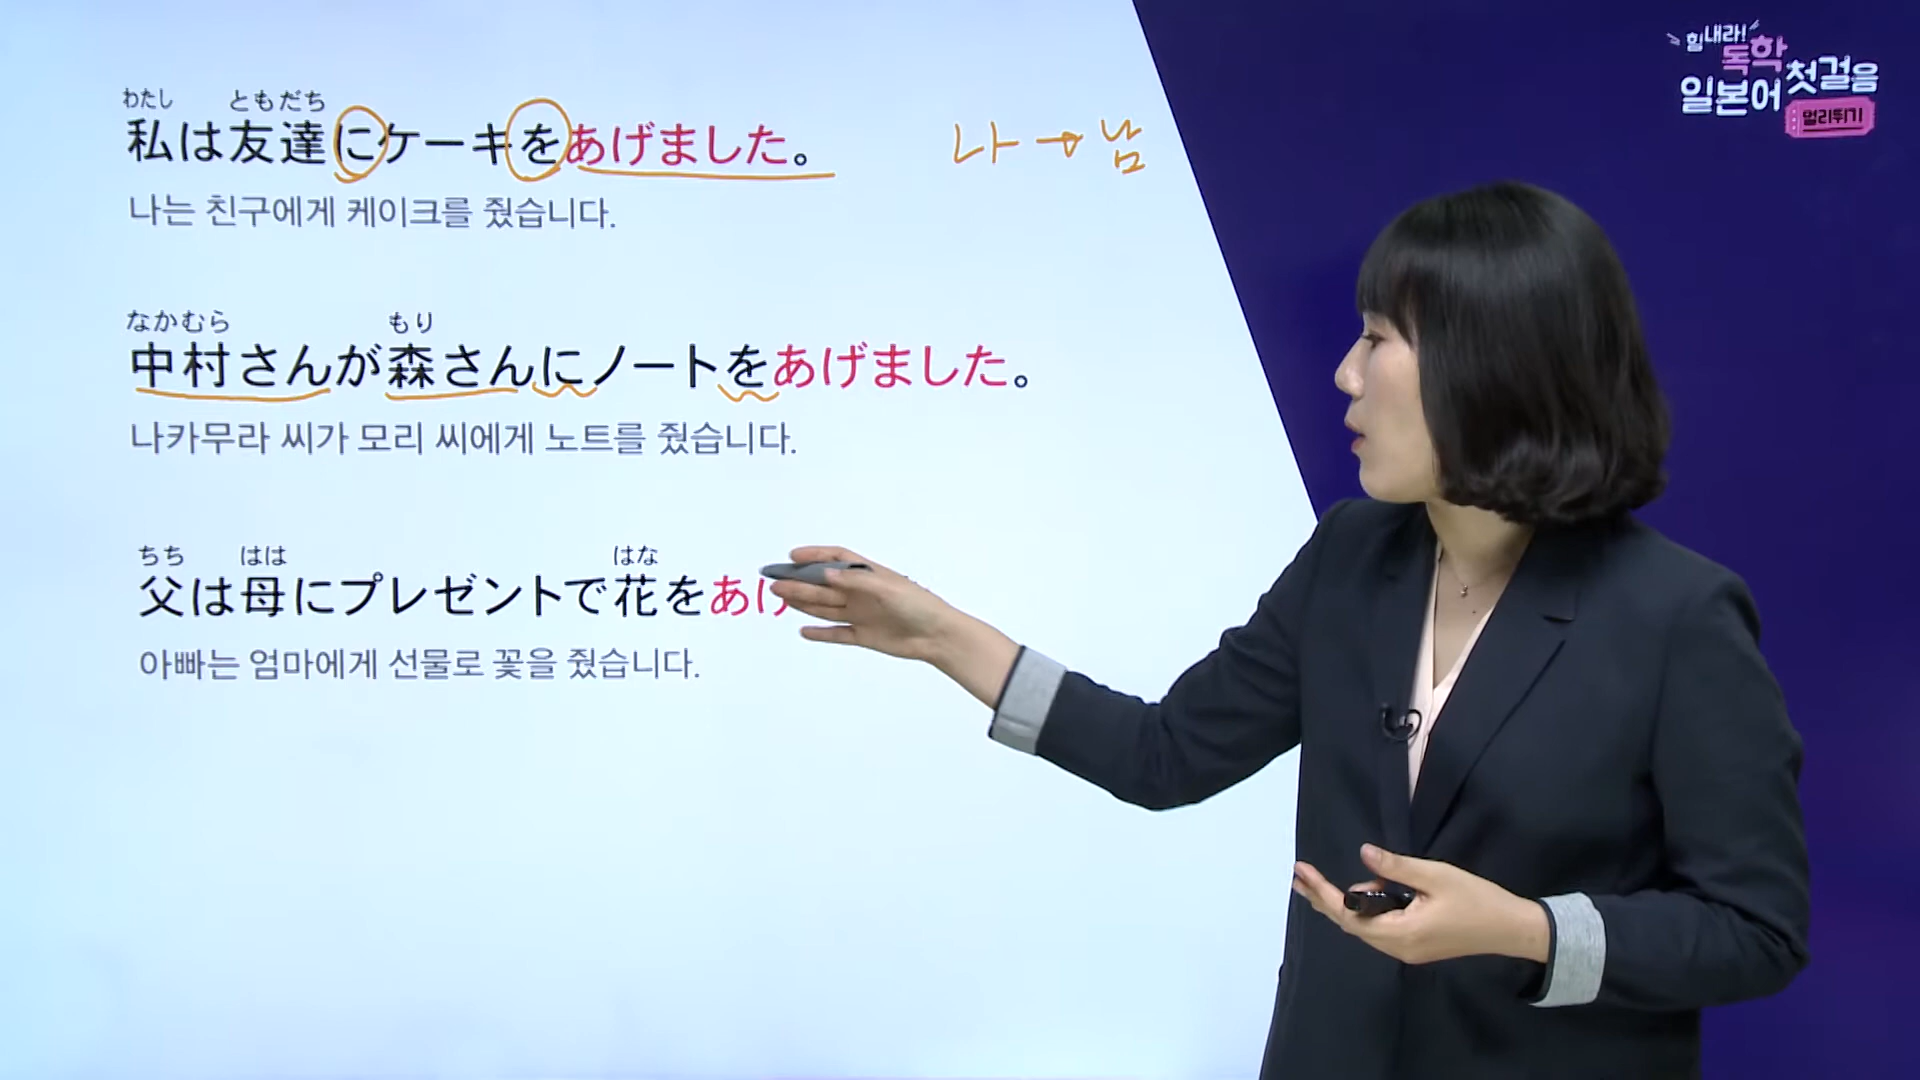 わたし ともだち
私は友達にケーキをあげました。
나 → 남
나는 친구에게 케이크를 줬습니다.
なかむら もり
中村さんが森さんにノートをあげました。
나카무라 씨가 모리 씨에게 노트를 줬습니다.
ちち はは はな
父は母にプレゼントで花をあ
아빠는 엄마에게 선물로 꽃을 줬습니다.
힘내라!
독학
일본어 첫걸음
멀리뛰기